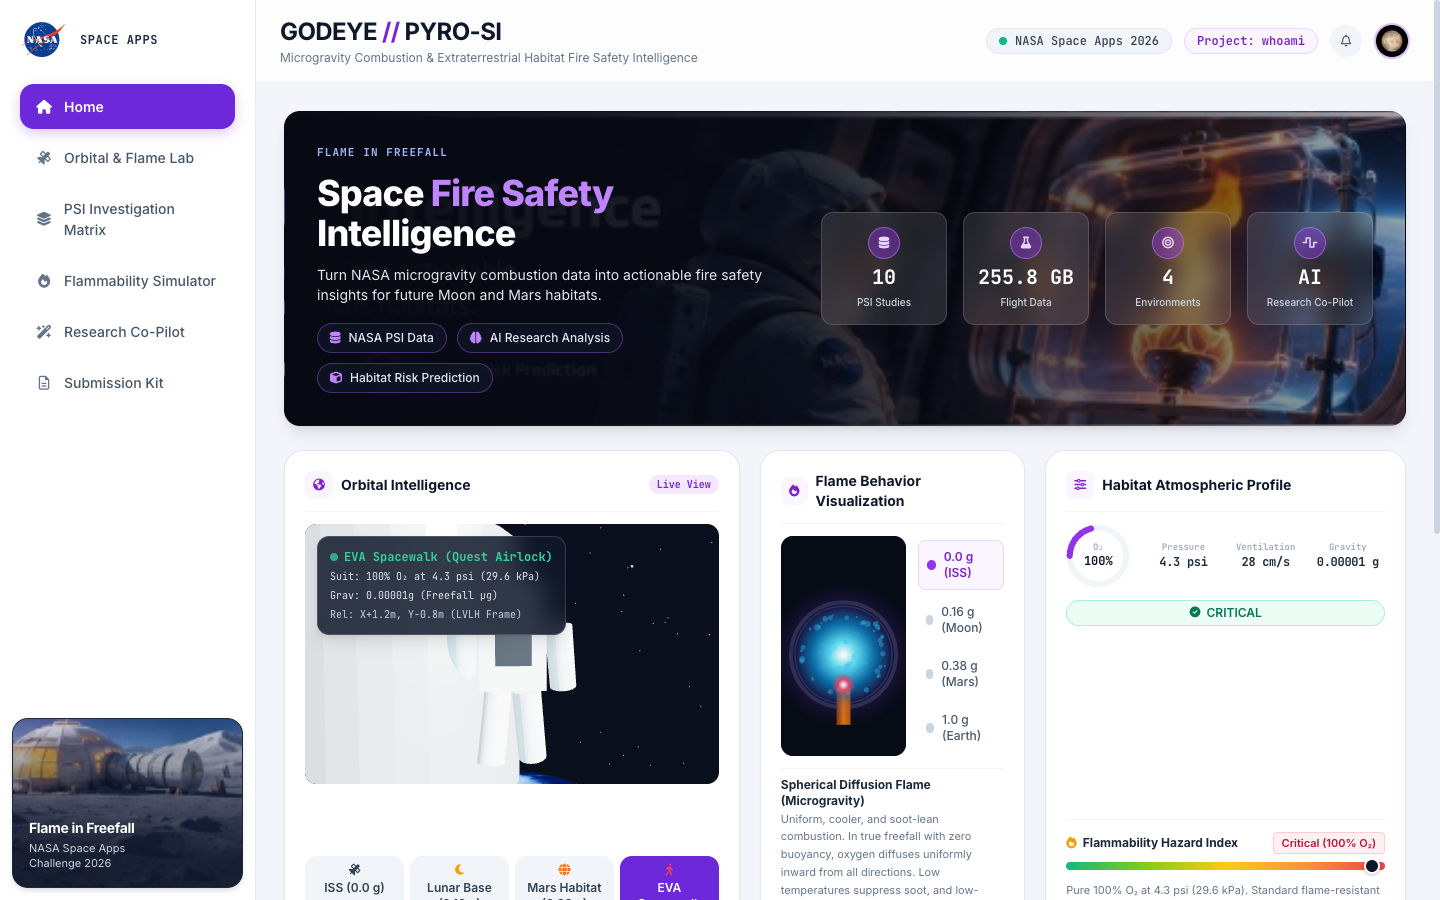 NASA
SPACE APPS
Home
Orbital & Flame Lab
PSI Investigation
Matrix
Flammability Simulator
Research Co-Pilot
Submission Kit
Flame in Freefall
NASA Space Apps
Challenge 2026
GODEYE // PYRO-SI
Microgravity Combustion & Extraterrestrial Habitat Fire Safety Intelligence
NASA Space Apps 2026
Project: whoami
FLAME IN FREEFALL
Space Fire Safety
Intelligence
Turn NASA microgravity combustion data into actionable fire safety
insights for future Moon and Mars habitats.
NASA PSI Data
AI Research Analysis
Habitat Risk Prediction
10
PSI Studies
255.8 GB
Flight Data
4
Environments
AI
Research Co-Pilot
Orbital Intelligence
Live View
EVA Spacewalk (Quest Airlock)
Suit: 100% O₂ at 4.3 psi (29.6 kPa)
Grav: 0.00001g (Freefall µg)
Rel: X+1.2m, Y-0.8m (LVLH Frame)
ISS (0.0 g)
Lunar Base
Mars Habitat
EVA
Flame Behavior
Visualization
0.0 g
(ISS)
0.16 g
(Moon)
0.38 g
(Mars)
1.0 g
(Earth)
Spherical Diffusion Flame
(Microgravity)
Uniform, cooler, and soot-lean
combustion. In true freefall with zero
buoyancy, oxygen diffuses uniformly
inward from all directions. Low
temperatures suppress soot, and low-
Habitat Atmospheric Profile
O₂
100%
Pressure
4.3 psi
Ventilation
28 cm/s
Gravity
0.00001 g
CRITICAL
Flammability Hazard Index
Critical (100% O₂)
Pure 100% O₂ at 4.3 psi (29.6 kPa). Standard flame-resistant